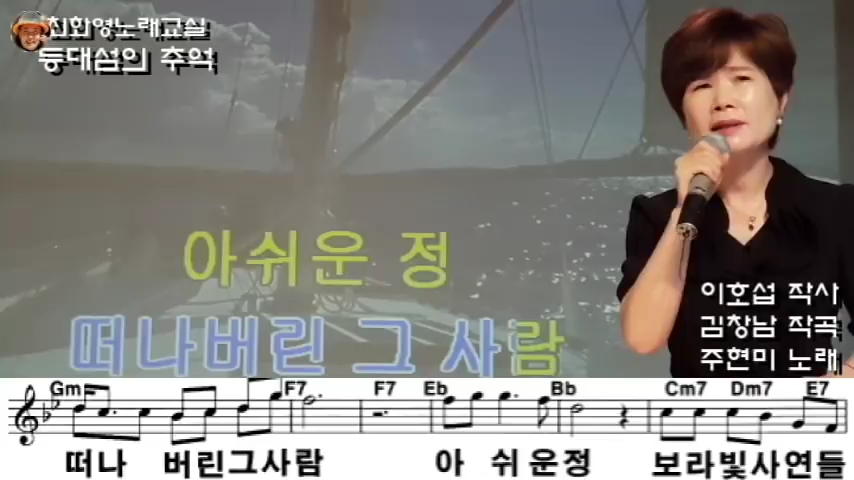 최화영노래교실
등대섬의 추억
아쉬운 정
떠나버린 그 사람
이호섭 작사
김창남 작곡
주현미 노래
Gm F7 F7 Eb Bb Cm7 Dm7 E7
떠나 버린그사람 아 쉬운정 보라빛사연들